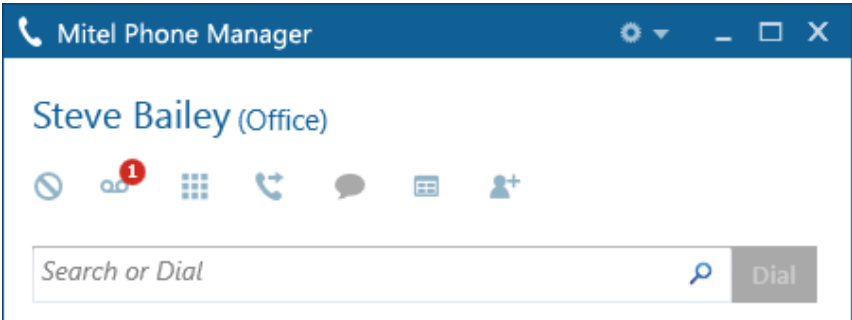 Mitel Phone Manager
Steve Bailey (Office)
1
Search or Dial
Dial